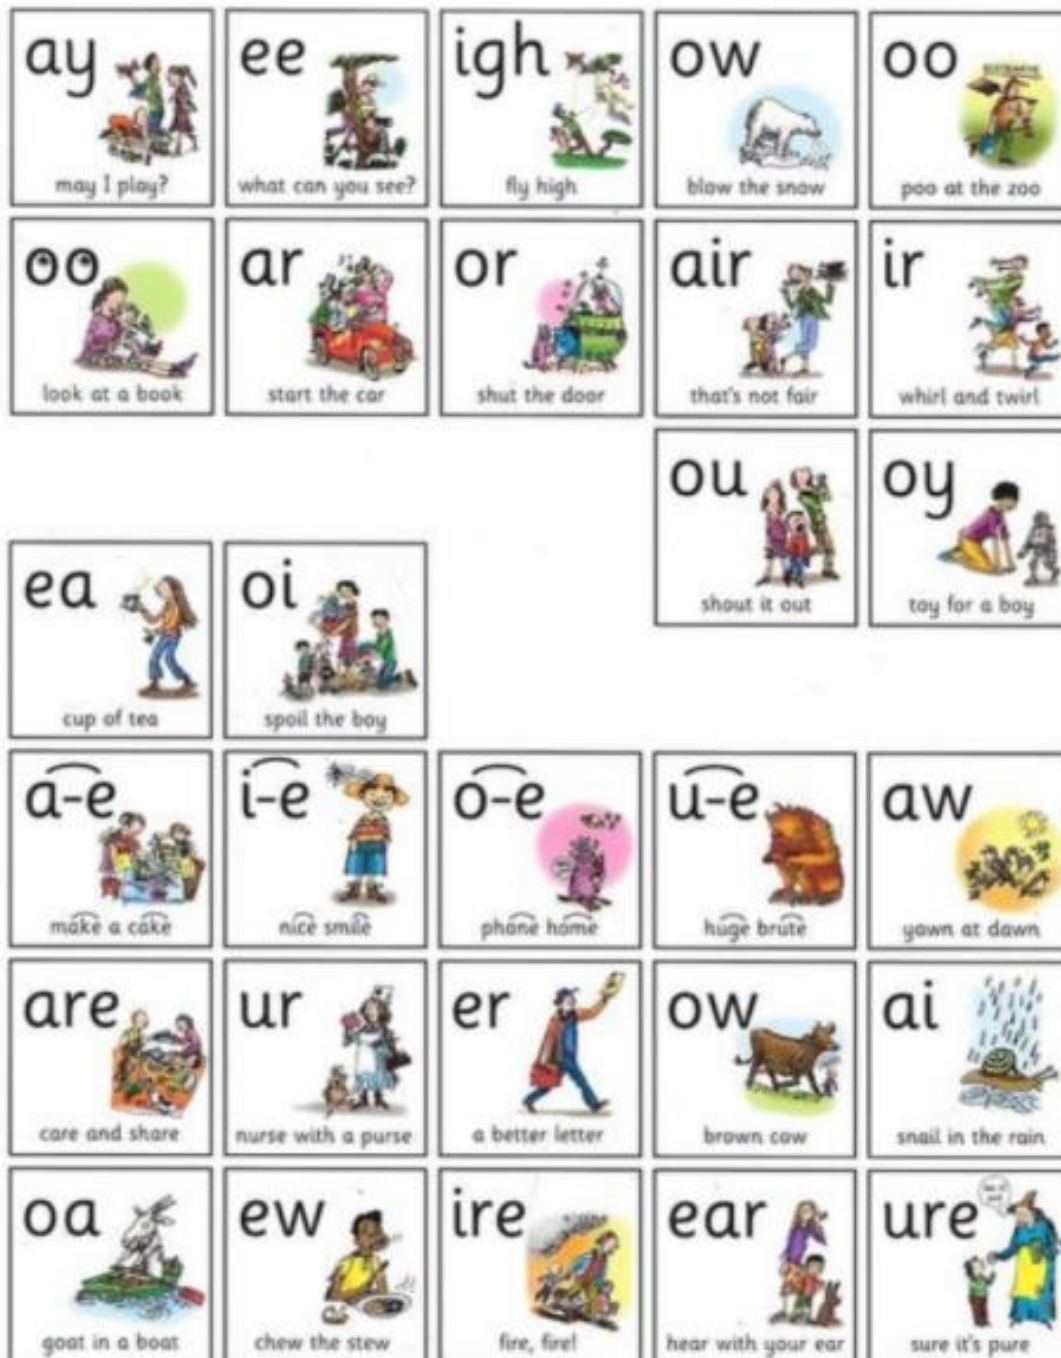 ay
may I play?
ee
what can you see?
igh
fly high
ow
blow the snow
oo
poo at the zoo
oo
look at a book
ar
start the car
or
shut the door
air
that's not fair
ir
whirl and twirl
ou
shout it out
oy
toy for a boy
ea
cup of tea
oi
spoil the boy
a-e
make a cake
i-e
nice smile
o-e
phone home
u-e
huge brute
aw
yawn at dawn
are
care and share
ur
nurse with a purse
er
a better letter
ow
brown cow
ai
snail in the rain
oa
goat in a boat
ew
chew the stew
ire
fire, fire!
ear
hear with your ear
ure
sure it's pure